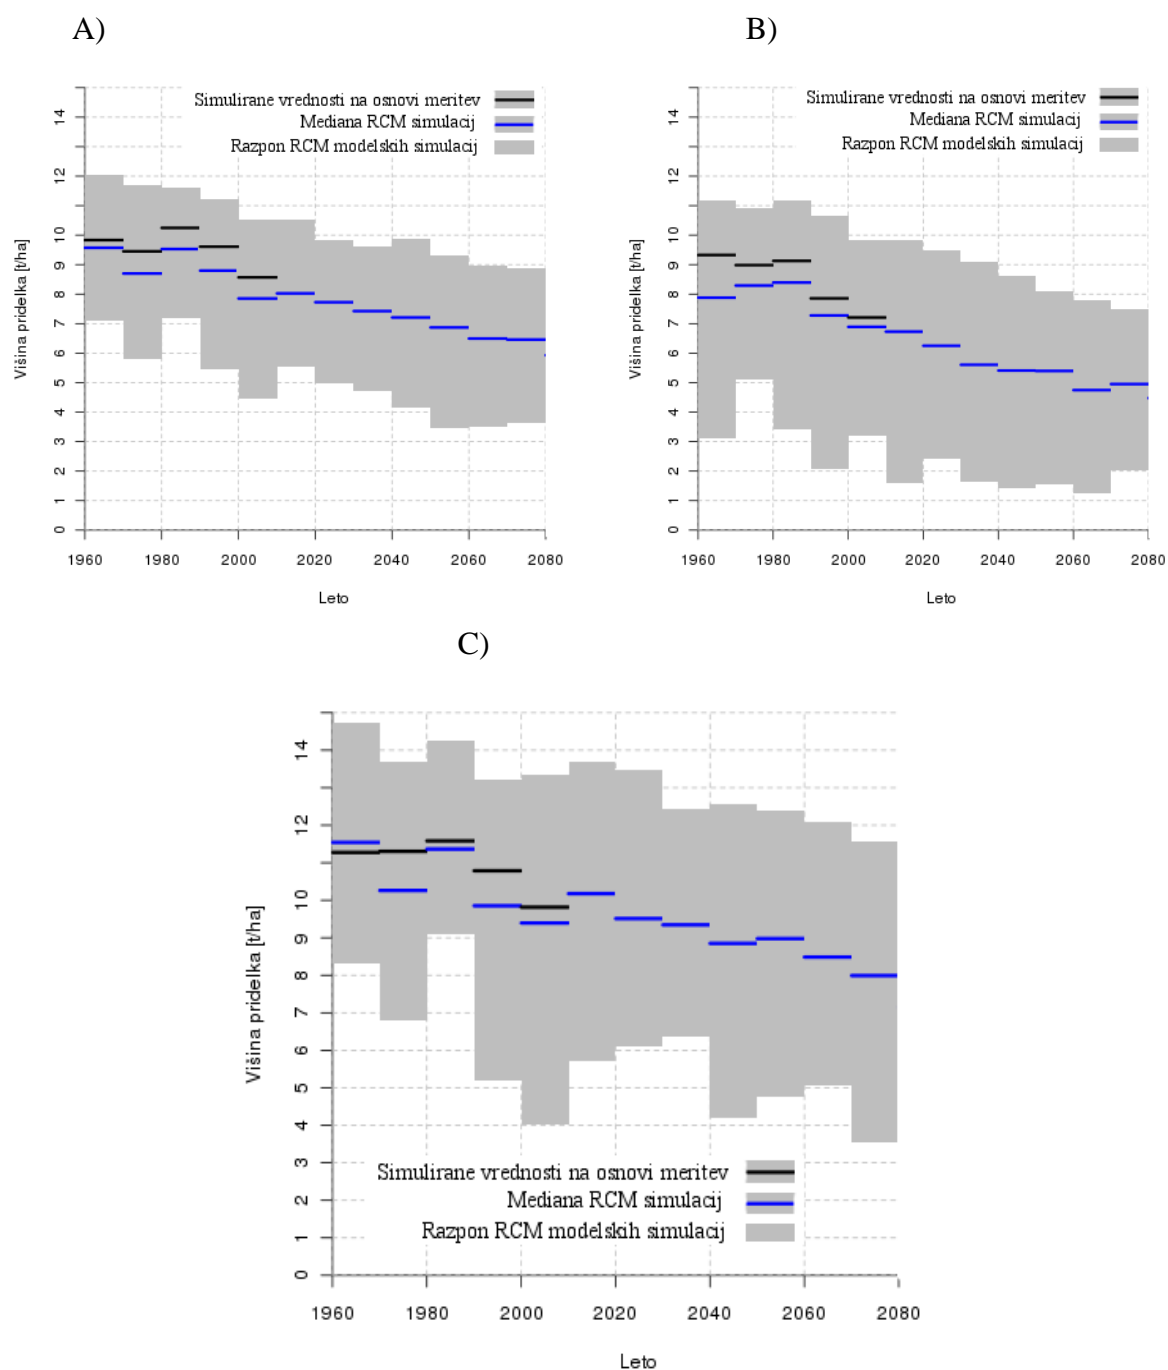 A)
B)
Simulirane vrednosti na osnovi meritev
Mediana RCM simulacij
Razpon RCM modelskih simulacij
Višina pridelka [t/ha]
0 1 2 3 4 5 6 7 8 9 10 12 14
1960 1980 2000 2020 2040 2060 2080
Leto
Simulirane vrednosti na osnovi meritev
Mediana RCM simulacij
Razpon RCM modelskih simulacij
Višina pridelka [t/ha]
0 1 2 3 4 5 6 7 8 9 10 12 14
1960 1980 2000 2020 2040 2060 2080
Leto
C)
Višina pridelka [t/ha]
0 1 2 3 4 5 6 7 8 9 10 12 14
Simulirane vrednosti na osnovi meritev
Mediana RCM simulacij
Razpon RCM modelskih simulacij
1960 1980 2000 2020 2040 2060 2080
Leto